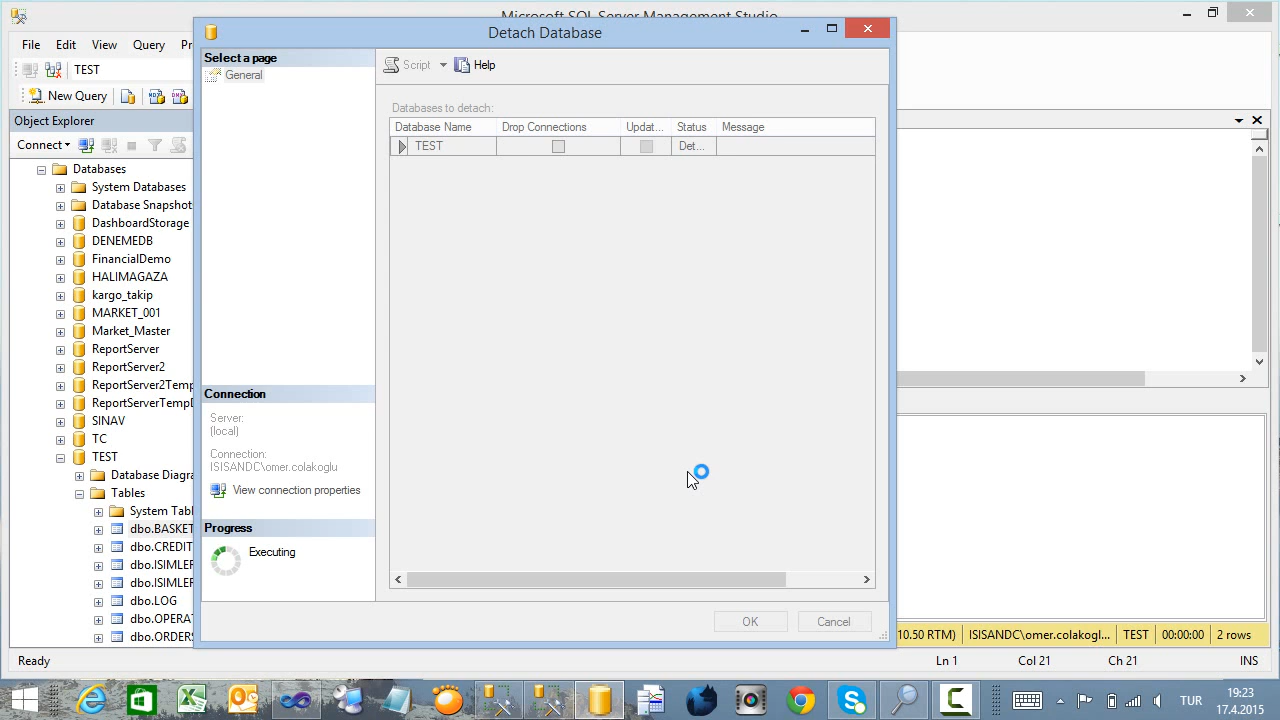 Microsoft SQL Server Management Studio
File Edit View Query
TEST
New Query
Object Explorer
Connect
Databases
System Databases
Database Snapshot
DashboardStorage
DENEMEDB
FinancialDemo
HALIMAGAZA
kargo_takip
MARKET_001
Market_Master
ReportServer
ReportServer2
ReportServer2Temp
ReportServerTemp
SINAV
TC
TEST
Database Diagra
Tables
System Tabl
dbo.BASKET
dbo.CREDIT
dbo.ISIMLER
dbo.ISIMLER
dbo.LOG
dbo.OPERAT
dbo.ORDERS
Detach Database
Select a page
General
Script Help
Databases to detach:
Database Name Drop Connections Updat... Status Message
TEST Det...
Connection
Server:
(local)
Connection:
ISISANDC\omer.colakoglu
View connection properties
Progress
Executing
OK Cancel
10.50 RTM) ISISANDC\omer.colakogl... TEST 00:00:00 2 rows
Ready Ln 1 Col 21 Ch 21 INS
TUR 19:23
17.4.2015